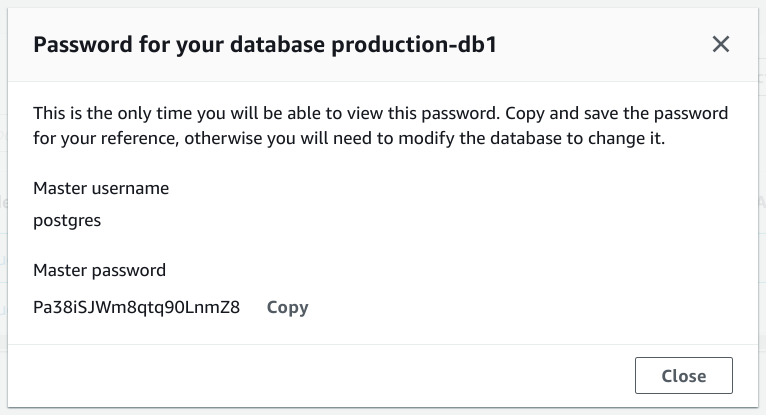 Password for your database production-db1
This is the only time you will be able to view this password. Copy and save the password
for your reference, otherwise you will need to modify the database to change it.
Master username
postgres
Master password
Pa38iSJWm8qtq90LnmZ8 Copy
Close